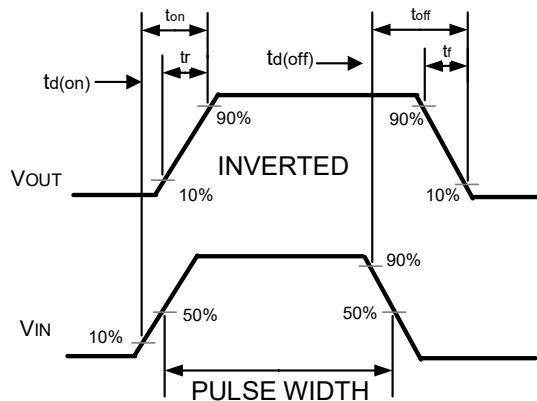 ton
toff
tr
tf
td(on)
td(off)
90%
90%
VOUT
INVERTED
10%
10%
90%
VIN
10%
50%
50%
PULSE WIDTH